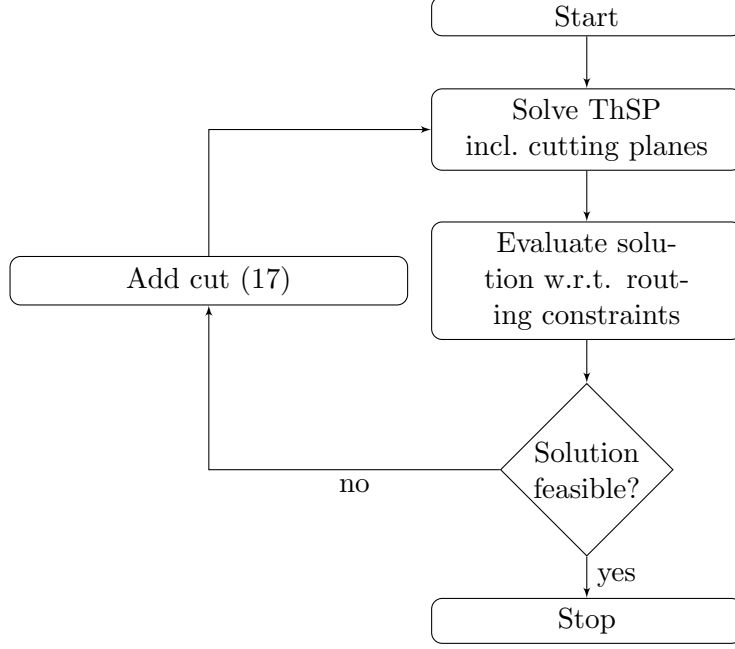 Start
Solve ThSP
incl. cutting planes
Evaluate solu-
tion w.r.t. rout-
ing constraints
Add cut (17)
Solution
feasible?
no
yes
Stop